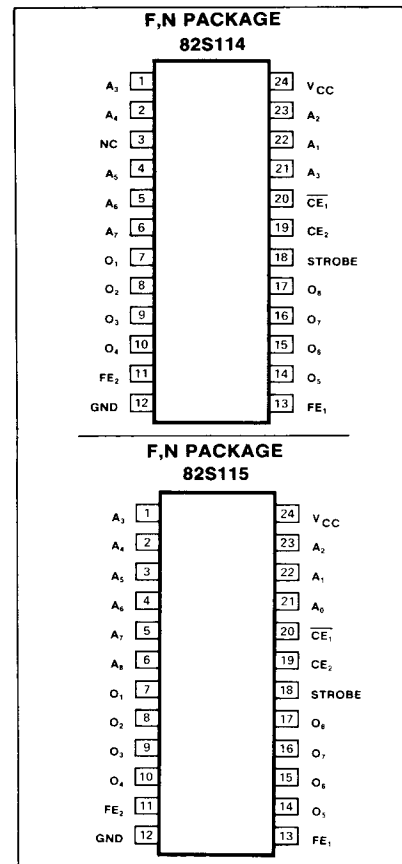 F,N PACKAGE
82S114
A₃ 1 24 V_CC
A₄ 2 23 A₂
NC 3 22 A₁
A₅ 4 21 A₃
A₆ 5 20 C̅E̅₁̅
A₇ 6 19 CE₂
O₁ 7 18 STROBE
O₂ 8 17 O₈
O₃ 9 16 O₇
O₄ 10 15 O₆
FE₂ 11 14 O₅
GND 12 13 FE₁
F,N PACKAGE
82S115
A₃ 1 24 V_CC
A₄ 2 23 A₂
A₅ 3 22 A₁
A₆ 4 21 A₀
A₇ 5 20 C̅E̅₁̅
A₈ 6 19 CE₂
O₁ 7 18 STROBE
O₂ 8 17 O₈
O₃ 9 16 O₇
O₄ 10 15 O₆
FE₂ 11 14 O₅
GND 12 13 FE₁